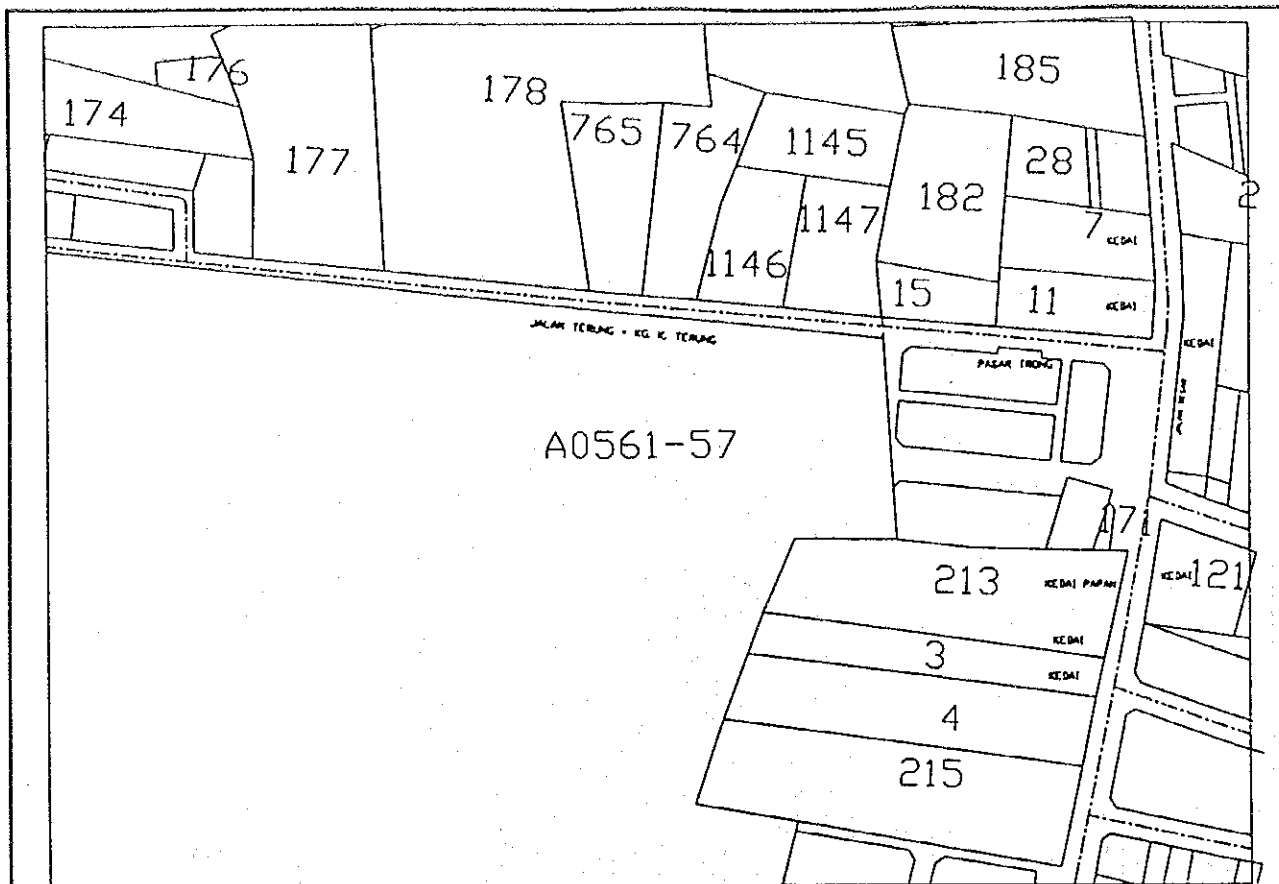 185
176
178
174
765
764
1145
28
177
182
2
1147
7
KEDAI
1146
15
11
KEDAI
JALAN TERUNG - KG. K. TERUNG
KEDAI
PASAR TRONG
A0561-57
171
213
KEDAI PAPAN
KEDAI
121
KEDAI
3
KEDAI
4
215